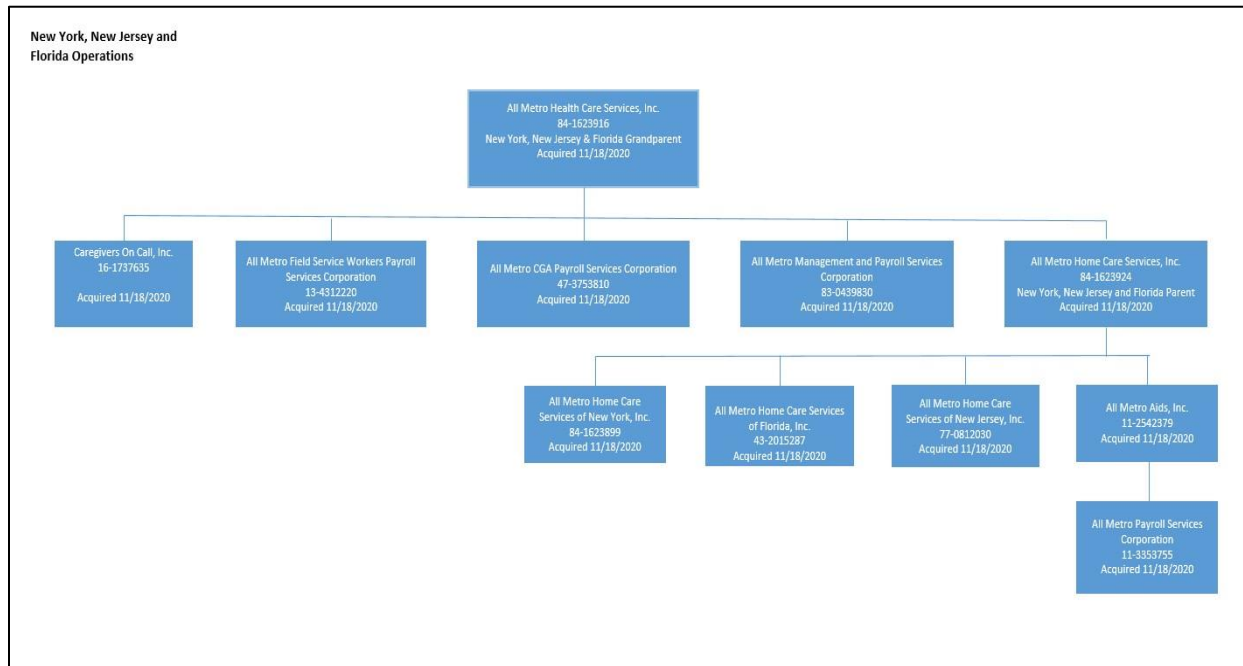 New York, New Jersey and
Florida Operations
All Metro Health Care Services, Inc.
84-1623916
New York, New Jersey & Florida Grandparent
Acquired 11/18/2020
Caregivers On Call, Inc.
16-1737635
Acquired 11/18/2020
All Metro Field Service Workers Payroll
Services Corporation
13-4312220
Acquired 11/18/2020
All Metro CGA Payroll Services Corporation
47-3753810
Acquired 11/18/2020
All Metro Management and Payroll Services
Corporation
83-0439830
Acquired 11/18/2020
All Metro Home Care Services, Inc.
84-1623924
New York, New Jersey and Florida Parent
Acquired 11/18/2020
All Metro Home Care
Services of New York, Inc.
84-1623899
Acquired 11/18/2020
All Metro Home Care Services
of Florida, Inc.
43-2015287
Acquired 11/18/2020
All Metro Home Care
Services of New Jersey, Inc.
77-0812030
Acquired 11/18/2020
All Metro Aids, Inc.
11-2542379
Acquired 11/18/2020
All Metro Payroll Services
Corporation
11-3353755
Acquired 11/18/2020